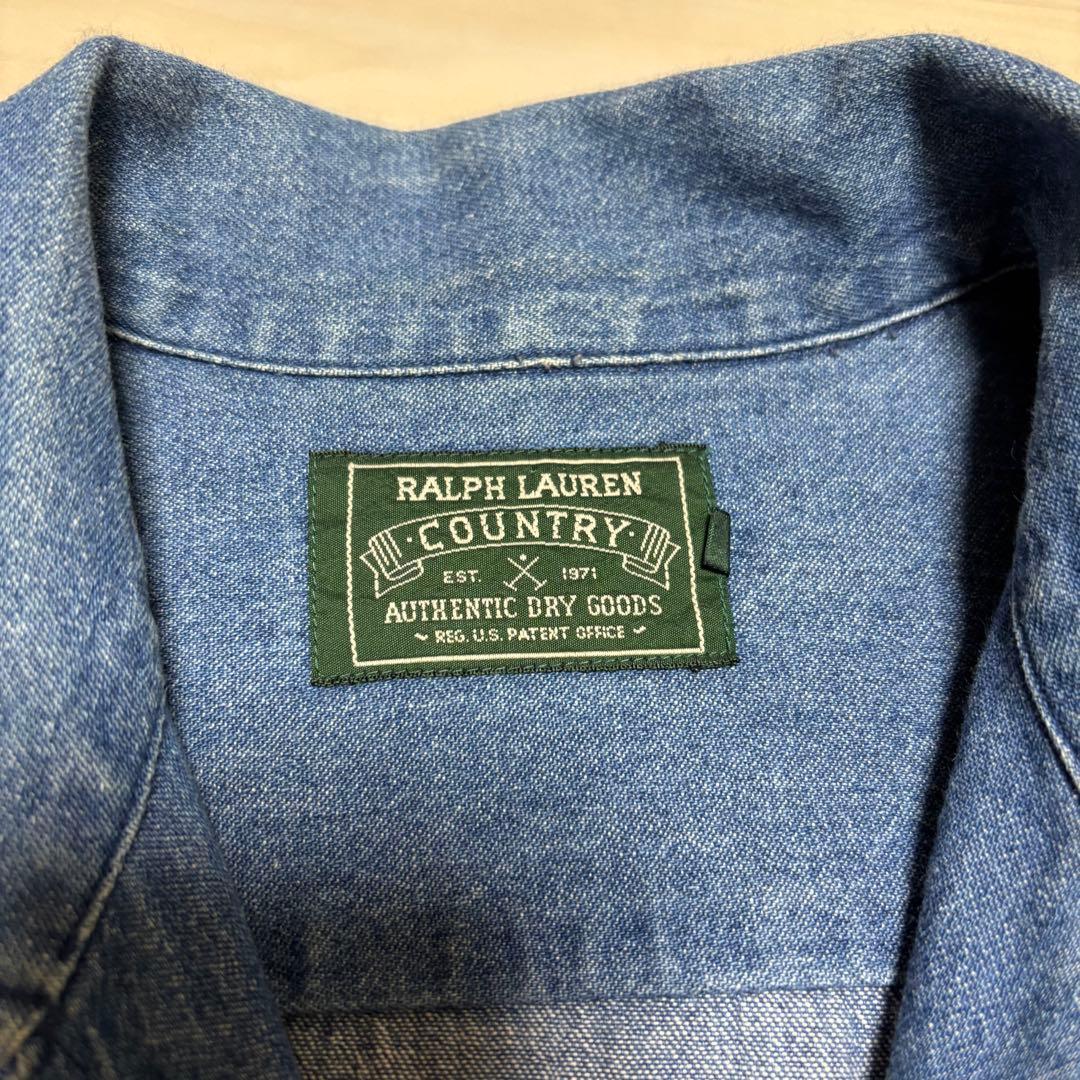 RALPH LAUREN
·COUNTRY·
EST. 1971
AUTHENTIC DRY GOODS
~ REG. U.S. PATENT OFFICE ~